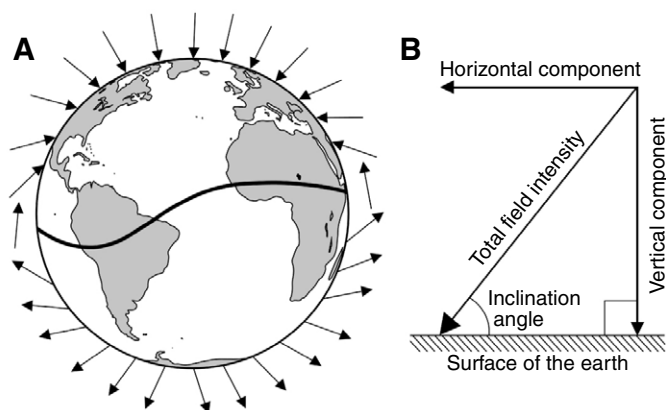 A
B
Horizontal component
Total field intensity
Vertical component
Inclination
angle
Surface of the earth